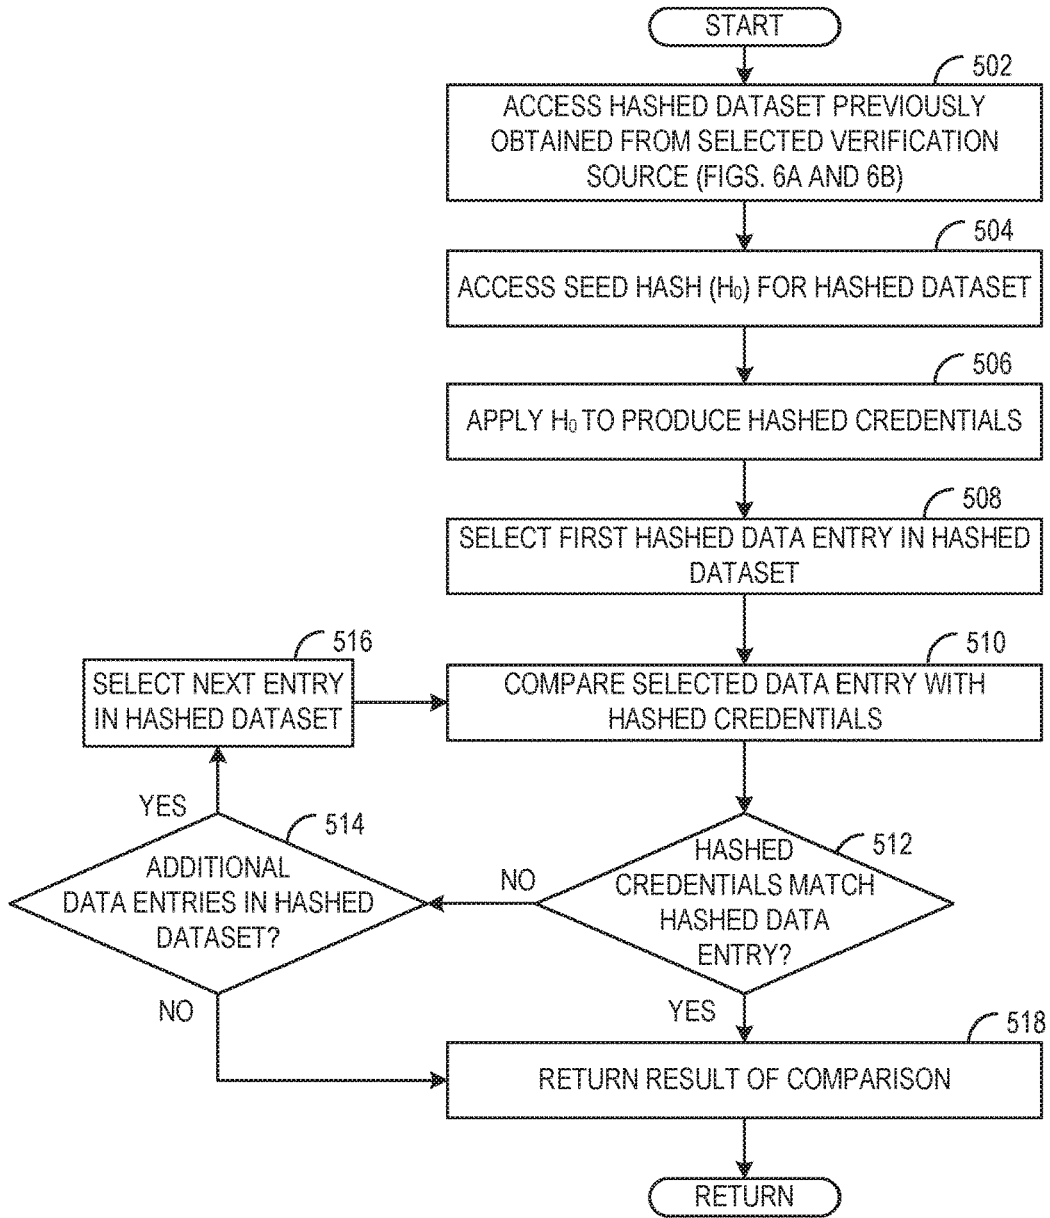 START
502
ACCESS HASHED DATASET PREVIOUSLY
OBTAINED FROM SELECTED VERIFICATION
SOURCE (FIGS. 6A AND 6B)
504
ACCESS SEED HASH (H₀) FOR HASHED DATASET
506
APPLY H₀ TO PRODUCE HASHED CREDENTIALS
508
SELECT FIRST HASHED DATA ENTRY IN HASHED
DATASET
516
SELECT NEXT ENTRY
IN HASHED DATASET
510
COMPARE SELECTED DATA ENTRY WITH
HASHED CREDENTIALS
YES
514
ADDITIONAL
DATA ENTRIES IN HASHED
DATASET?
NO
512
HASHED
CREDENTIALS MATCH
HASHED DATA
ENTRY?
NO
YES
518
RETURN RESULT OF COMPARISON
RETURN